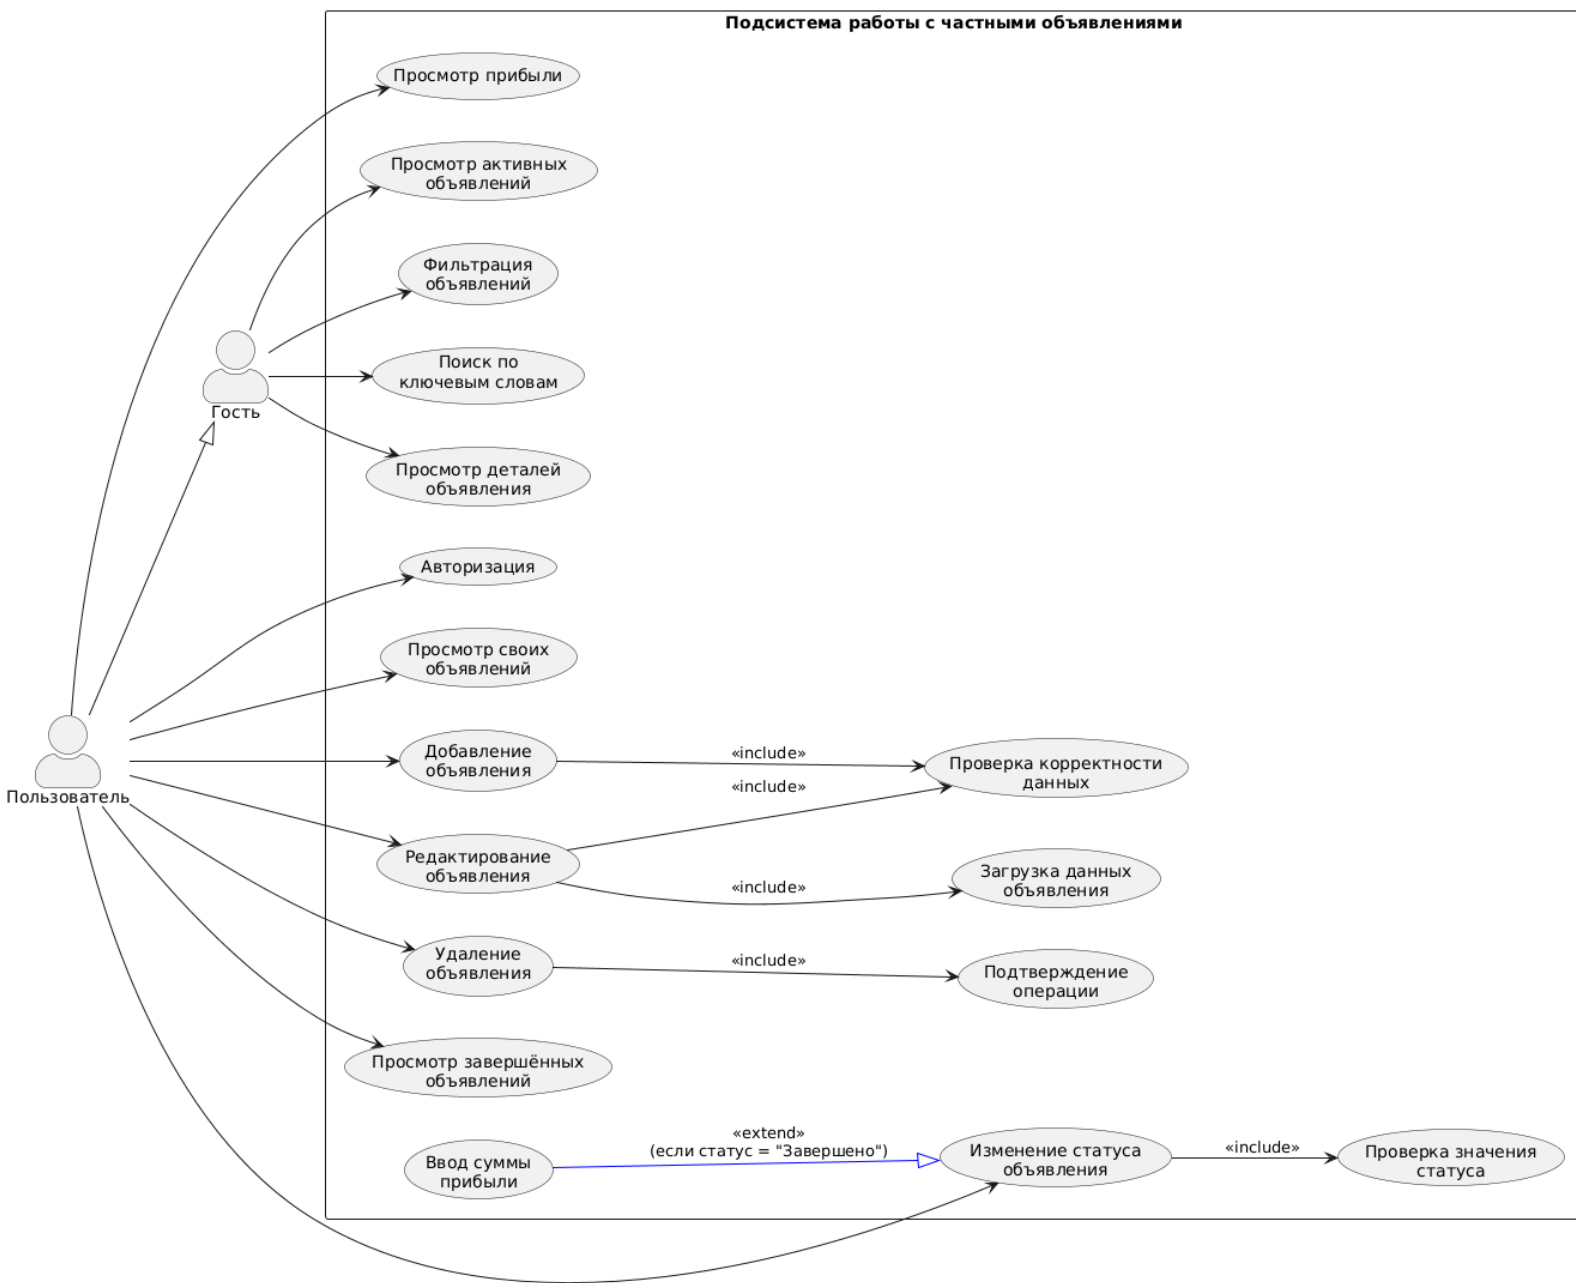 Подсистема работы с частными объявлениями
Просмотр прибыли
Просмотр активных
объявлений
Фильтрация
объявлений
Поиск по
ключевым словам
Гость
Просмотр деталей
объявления
Авторизация
Просмотр своих
объявлений
Пользователь
Добавление
объявления
«include»
Проверка корректности
данных
«include»
Редактирование
объявления
«include»
Загрузка данных
объявления
Удаление
объявления
«include»
Подтверждение
операции
Просмотр завершённых
объявлений
Ввод суммы
прибыли
«extend»
(если статус = "Завершено")
Изменение статуса
объявления
«include»
Проверка значения
статуса